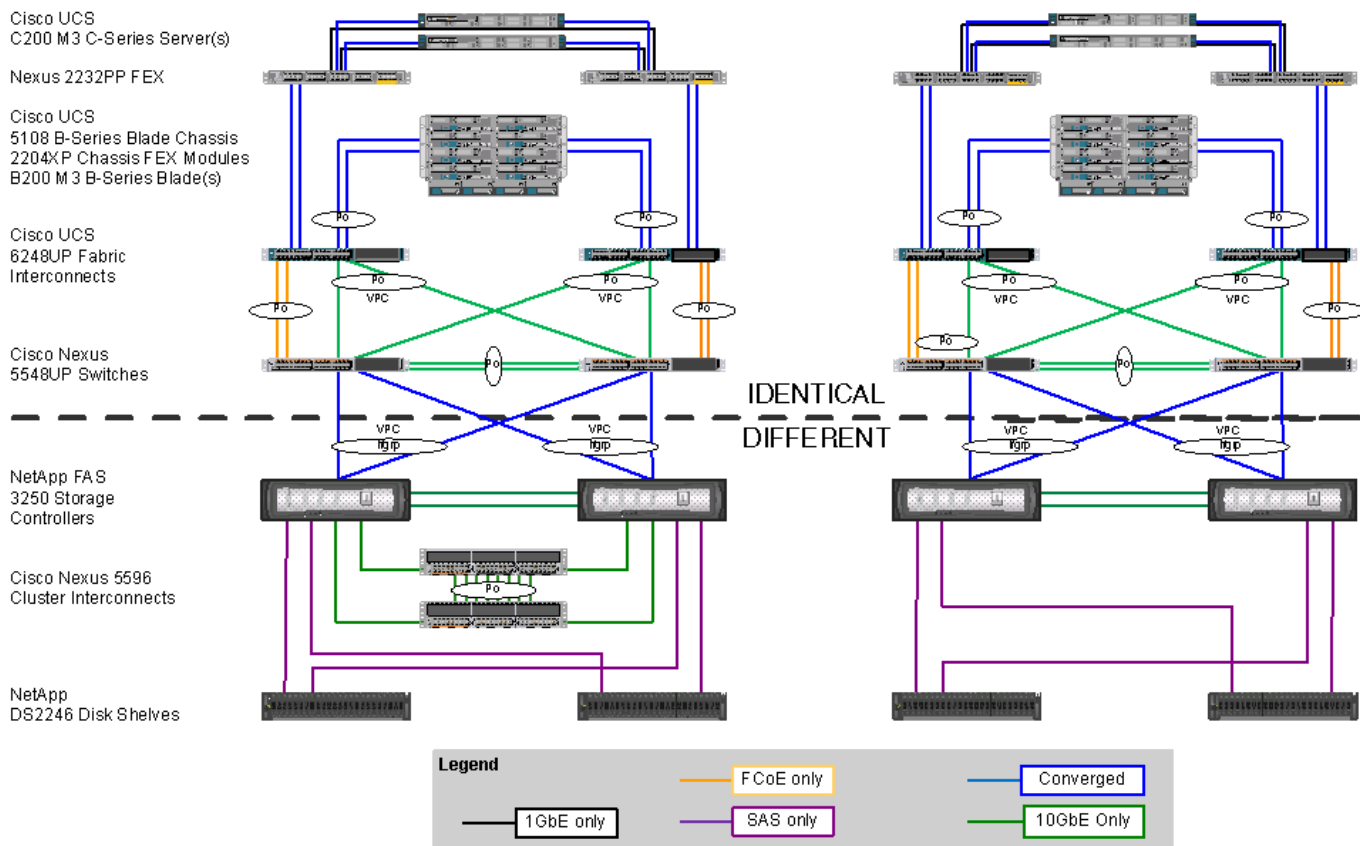 Cisco UCS
C200 M3 C-Series Server(s)
Nexus 2232PP FEX
Cisco UCS
5108 B-Series Blade Chassis
2204XP Chassis FEX Modules
B200 M3 B-Series Blade(s)
Po
Po
Po
Po
Cisco UCS
6248UP Fabric
Interconnects
Po
VPC
Po
VPC
Po
VPC
Po
VPC
Po
Po
Po
Po
Cisco Nexus
5548UP Switches
Po
Po
IDENTICAL
DIFFERENT
VPC
ifgrp
VPC
ifgrp
VPC
ifgrp
VPC
ifgrp
NetApp FAS
3250 Storage
Controllers
Cisco Nexus 5596
Cluster Interconnects
Po
NetApp
DS2246 Disk Shelves
Legend
FCoE only
Converged
1GbE only
SAS only
10GbE Only